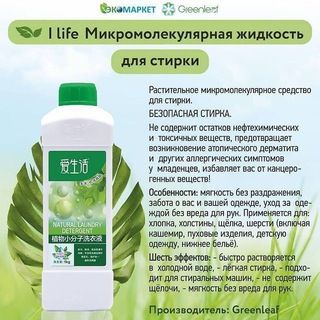 ЭКОМАРКЕТ Greenleaf
I life Микромолекулярная жидкость
для стирки
Растительное микромолекулярное средство
для стирки.
БЕЗОПАСНАЯ СТИРКА.
Не содержит остатков нефтехимических
и токсичных веществ, предотвращает
возникновение атопического дерматита
и других аллергических симптомов
у младенцев, избавляет вас от канцеро-
генных веществ!
Особенности: мягкость без раздражения,
забота о вас и вашей одежде, уход за оде-
ждой без вреда для рук. Применяется для:
хлопка, холстины, щёлка, шерсти (включая
кашемир, пуховые изделия, детскую
одежду, нижнее бельё).
Шесть эффектов: - быстро растворяется
в холодной воде, - лёгкая стирка, - подхо-
дит для стиральных машин, - не содержит
щёлочи, - мягкость без вреда для рук.
Производитель: Greenleaf
爱生活
NATURAL LAUNDRY
DETERGENT
植物小分子洗衣液